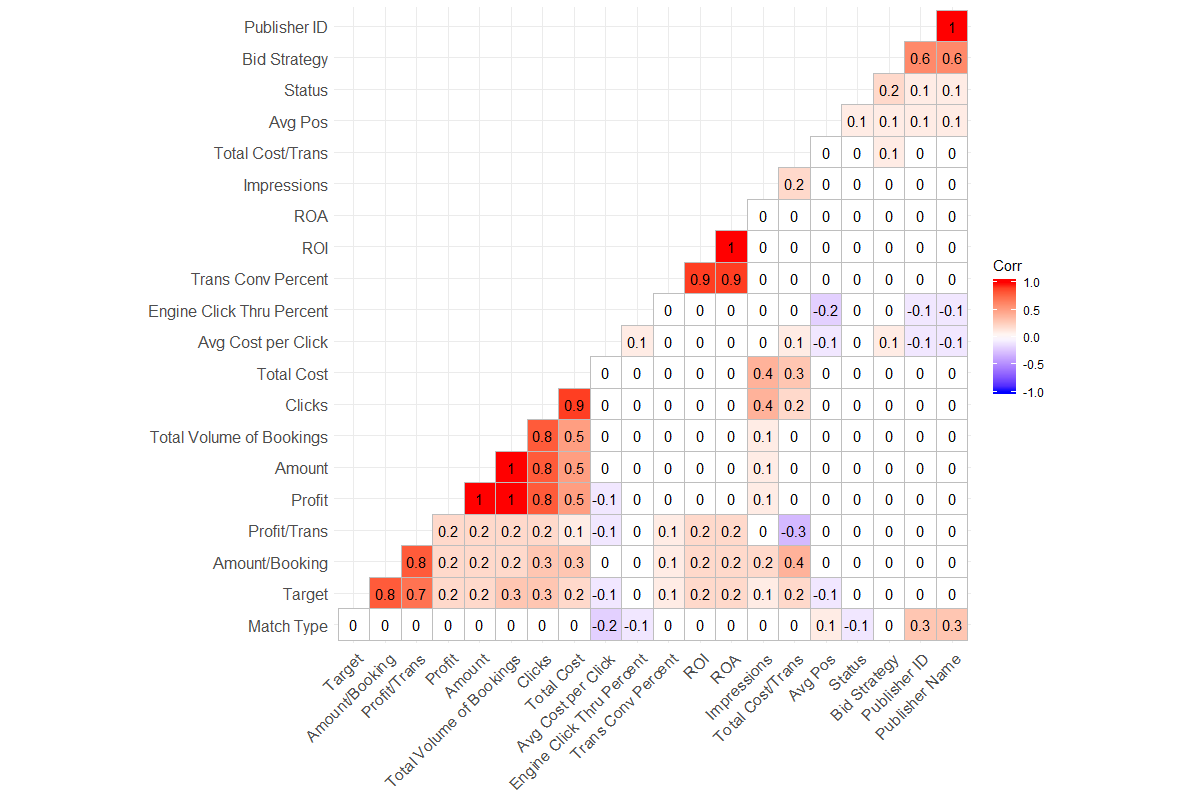 Publisher ID 1
Bid Strategy 0.6 0.6
Status 0.2 0.1 0.1
Avg Pos 0.1 0.1 0.1 0.1
Total Cost/Trans 0 0 0.1 0 0
Impressions 0.2 0 0 0 0 0
ROA 0 0 0 0 0 0 0
ROI 1 0 0 0 0 0 0 0
Trans Conv Percent 0.9 0.9 0 0 0 0 0 0 0
Engine Click Thru Percent 0 0 0 0 0 -0.2 0 0 -0.1 -0.1
Avg Cost per Click 0.1 0 0 0 0 0.1 -0.1 0 0.1 -0.1 -0.1
Total Cost 0 0 0 0 0 0.4 0.3 0 0 0 0 0
Clicks 0.9 0 0 0 0 0 0.4 0.2 0 0 0 0 0
Total Volume of Bookings 0.8 0.5 0 0 0 0 0 0.1 0 0 0 0 0 0
Amount 1 0.8 0.5 0 0 0 0 0 0.1 0 0 0 0 0 0
Profit 1 1 0.8 0.5 -0.1 0 0 0 0 0.1 0 0 0 0 0 0
Profit/Trans 0.2 0.2 0.2 0.2 0.1 -0.1 0 0.1 0.2 0.2 0 -0.3 0 0 0 0 0
Amount/Booking 0.8 0.2 0.2 0.2 0.3 0.3 0 0 0.1 0.2 0.2 0.2 0.4 0 0 0 0 0
Target 0.8 0.7 0.2 0.2 0.3 0.3 0.2 -0.1 0 0.1 0.2 0.2 0.1 0.2 -0.1 0 0 0 0
Match Type 0 0 0 0 0 0 0 0 -0.2 -0.1 0 0 0 0 0 0.1 -0.1 0 0.3 0.3
Target
Amount/Booking
Profit/Trans
Profit
Amount
Total Volume of Bookings
Clicks
Total Cost
Avg Cost per Click
Engine Click Thru Percent
Trans Conv Percent
ROI
ROA
Impressions
Total Cost/Trans
Avg Pos
Status
Bid Strategy
Publisher ID
Publisher Name
Corr
1.0
0.5
0.0
-0.5
-1.0